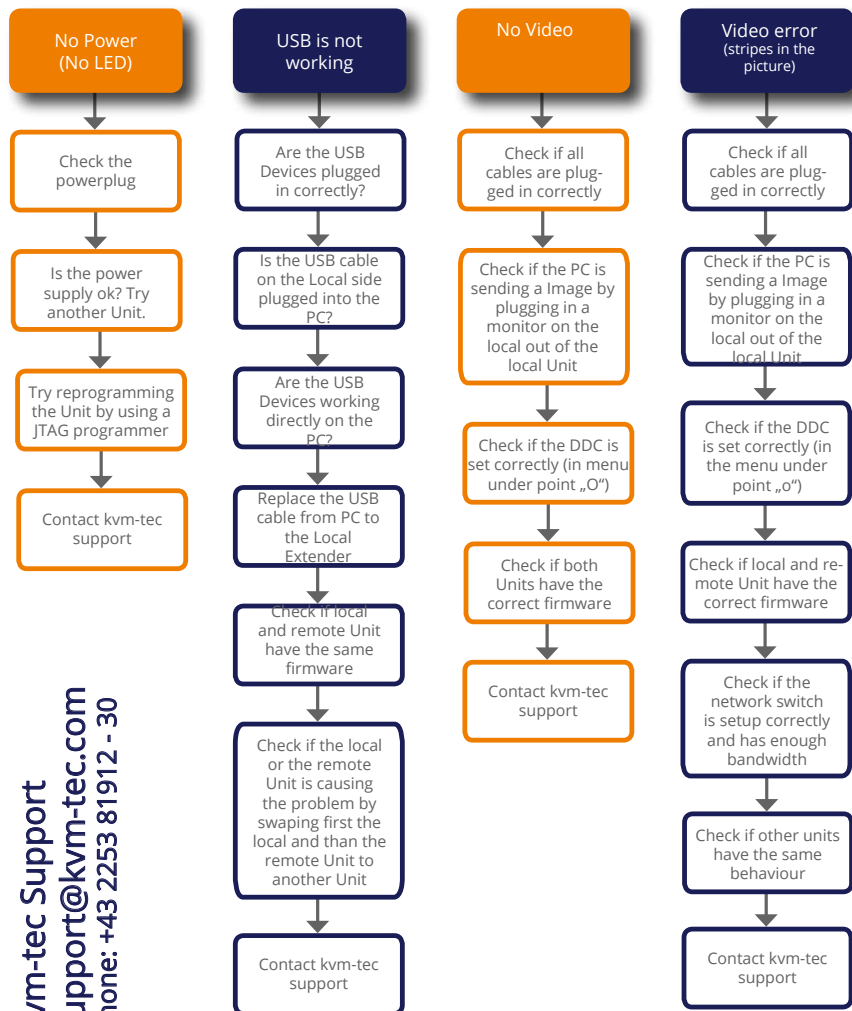 No Power
(No LED)
Check the
powerplug
Is the power
supply ok? Try
another Unit.
Try reprogramming
the Unit by using a
JTAG programmer
Contact kvm-tec
support
USB is not
working
Are the USB
Devices plugged
in correctly?
Is the USB cable
on the Local side
plugged into the
PC?
Are the USB
Devices working
directly on the
PC?
Replace the USB
cable from PC to
the Local
Extender
Check if local
and remote Unit
have the same
firmware
Check if the local
or the remote
Unit is causing
the problem by
swaping first the
local and than the
remote Unit to
another Unit
Contact kvm-tec
support
No Video
Check if all
cables are plug-
ged in correctly
Check if the PC is
sending a Image by
plugging in a
monitor on the
local out of the
local Unit
Check if the DDC is
set correctly (in menu
under point „O“)
Check if both
Units have the
correct firmware
Contact kvm-tec
support
Video error
(stripes in the
picture)
Check if all
cables are plug-
ged in correctly
Check if the PC is
sending a Image
by plugging in a
monitor on the
local out of the
local Unit
Check if the DDC
is set correctly (in
the menu under
point „o“)
Check if local and re-
mote Unit have the
correct firmware
Check if the
network switch
is setup correctly
and has enough
bandwidth
Check if other units
have the same
behaviour
Contact kvm-tec
support
vm-tec Support
upport@kvm-tec.com
hone: +43 2253 81912 - 30